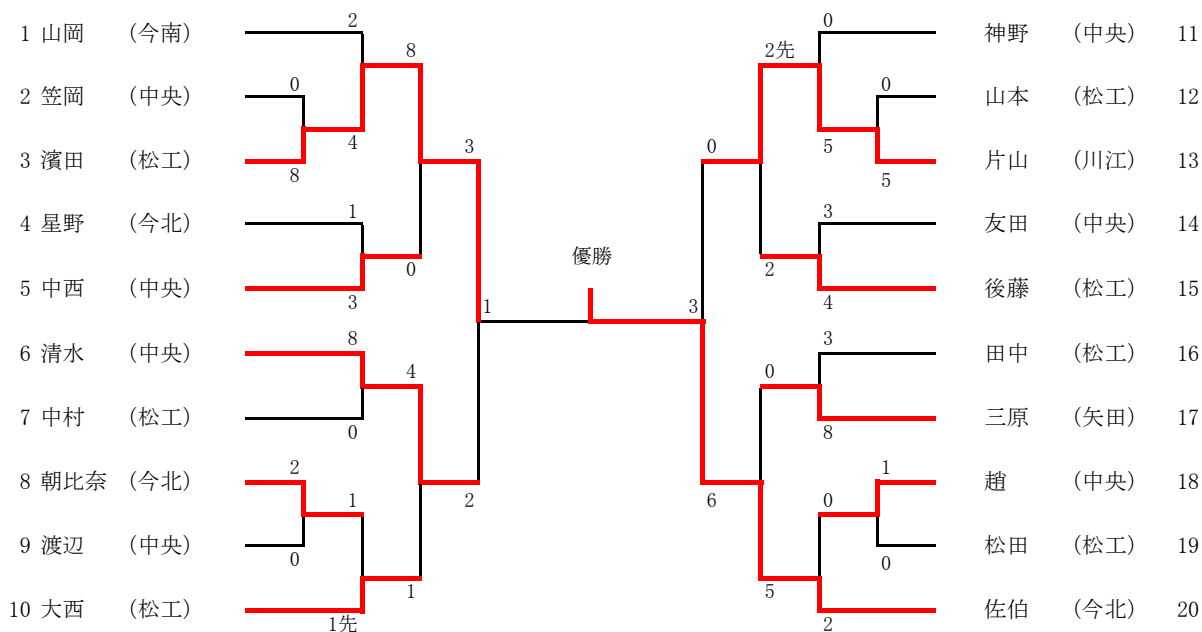 2
0
1 山岡 （今南）
8
2先
神野 （中央） 11
0
0
2 笠岡 （中央）
山本 （松工） 12
4
3
0
5
3 濱田 （松工）
片山 （川江） 13
8
5
1
3
4 星野 （今北）
友田 （中央） 14
優勝
0
2
5 中西 （中央）
後藤 （松工） 15
3
4
1
3
8
3
6 清水 （中央）
田中 （松工） 16
4
0
7 中村 （松工）
三原 （矢田） 17
0
8
2
1
8 朝比奈 （今北）
趙 （中央） 18
1
2
6
0
9 渡辺 （中央）
松田 （松工） 19
0
0
1
5
10 大西 （松工）
佐伯 （今北） 20
1先
2